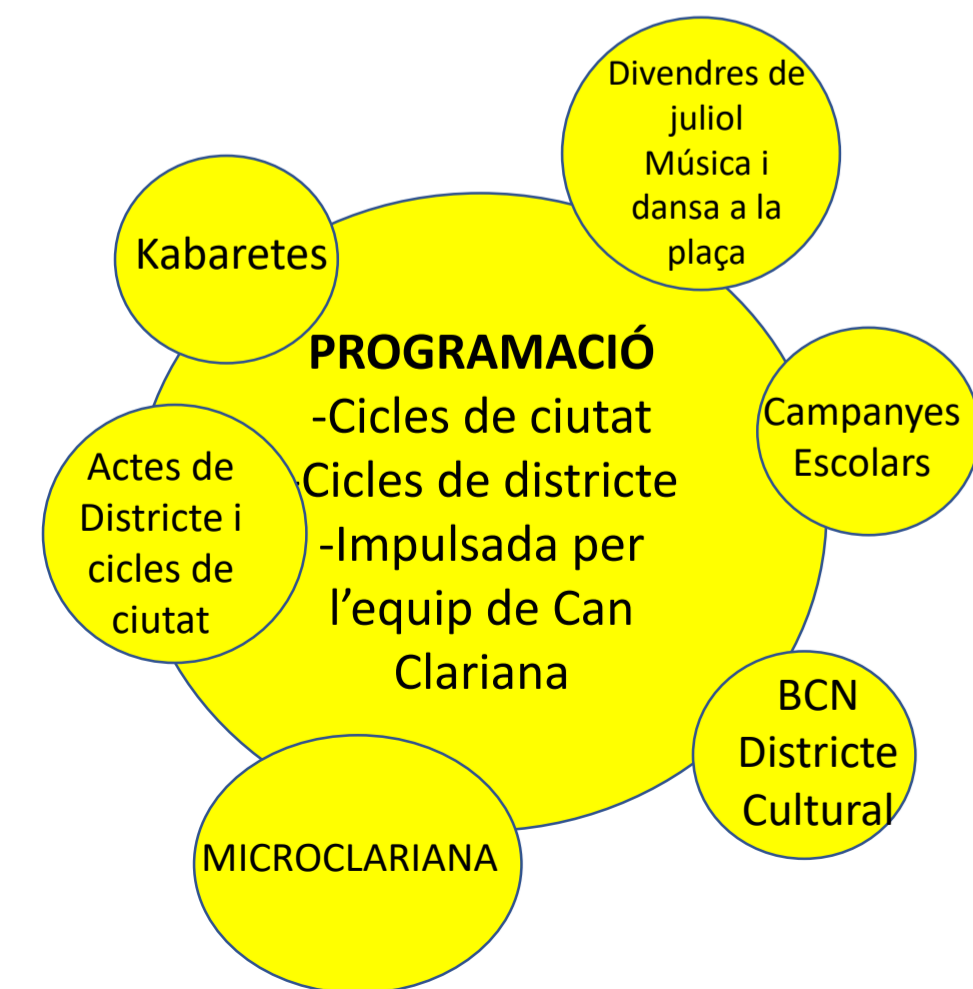 Divendres de
juliol
Música i
dansa a la
plaça
Kabaretes
PROGRAMACIÓ
-Cicles de ciutat
-Cicles de districte
-Impulsada per
l’equip de Can
Clariana
Campanyes
Escolars
Actes de
Districte i
cicles de
ciutat
BCN
Districte
Cultural
MICROCLARIANA